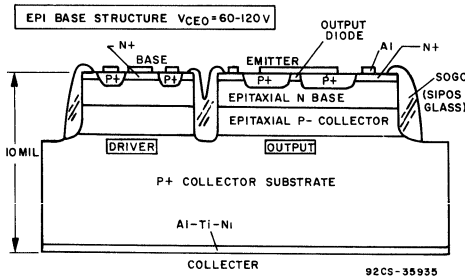 EPI BASE STRUCTURE VCEO=60-120V
OUTPUT
DIODE
N+
BASE
EMITTER
Al
N+
P+
P+
P+
P+
SOGO
(SIPOS
GLASS)
EPITAXIAL N BASE
EPITAXIAL P- COLLECTOR
10MIL
DRIVER
OUTPUT
P+ COLLECTOR SUBSTRATE
Al-Ti-Ni
COLLECTER
92CS-35935